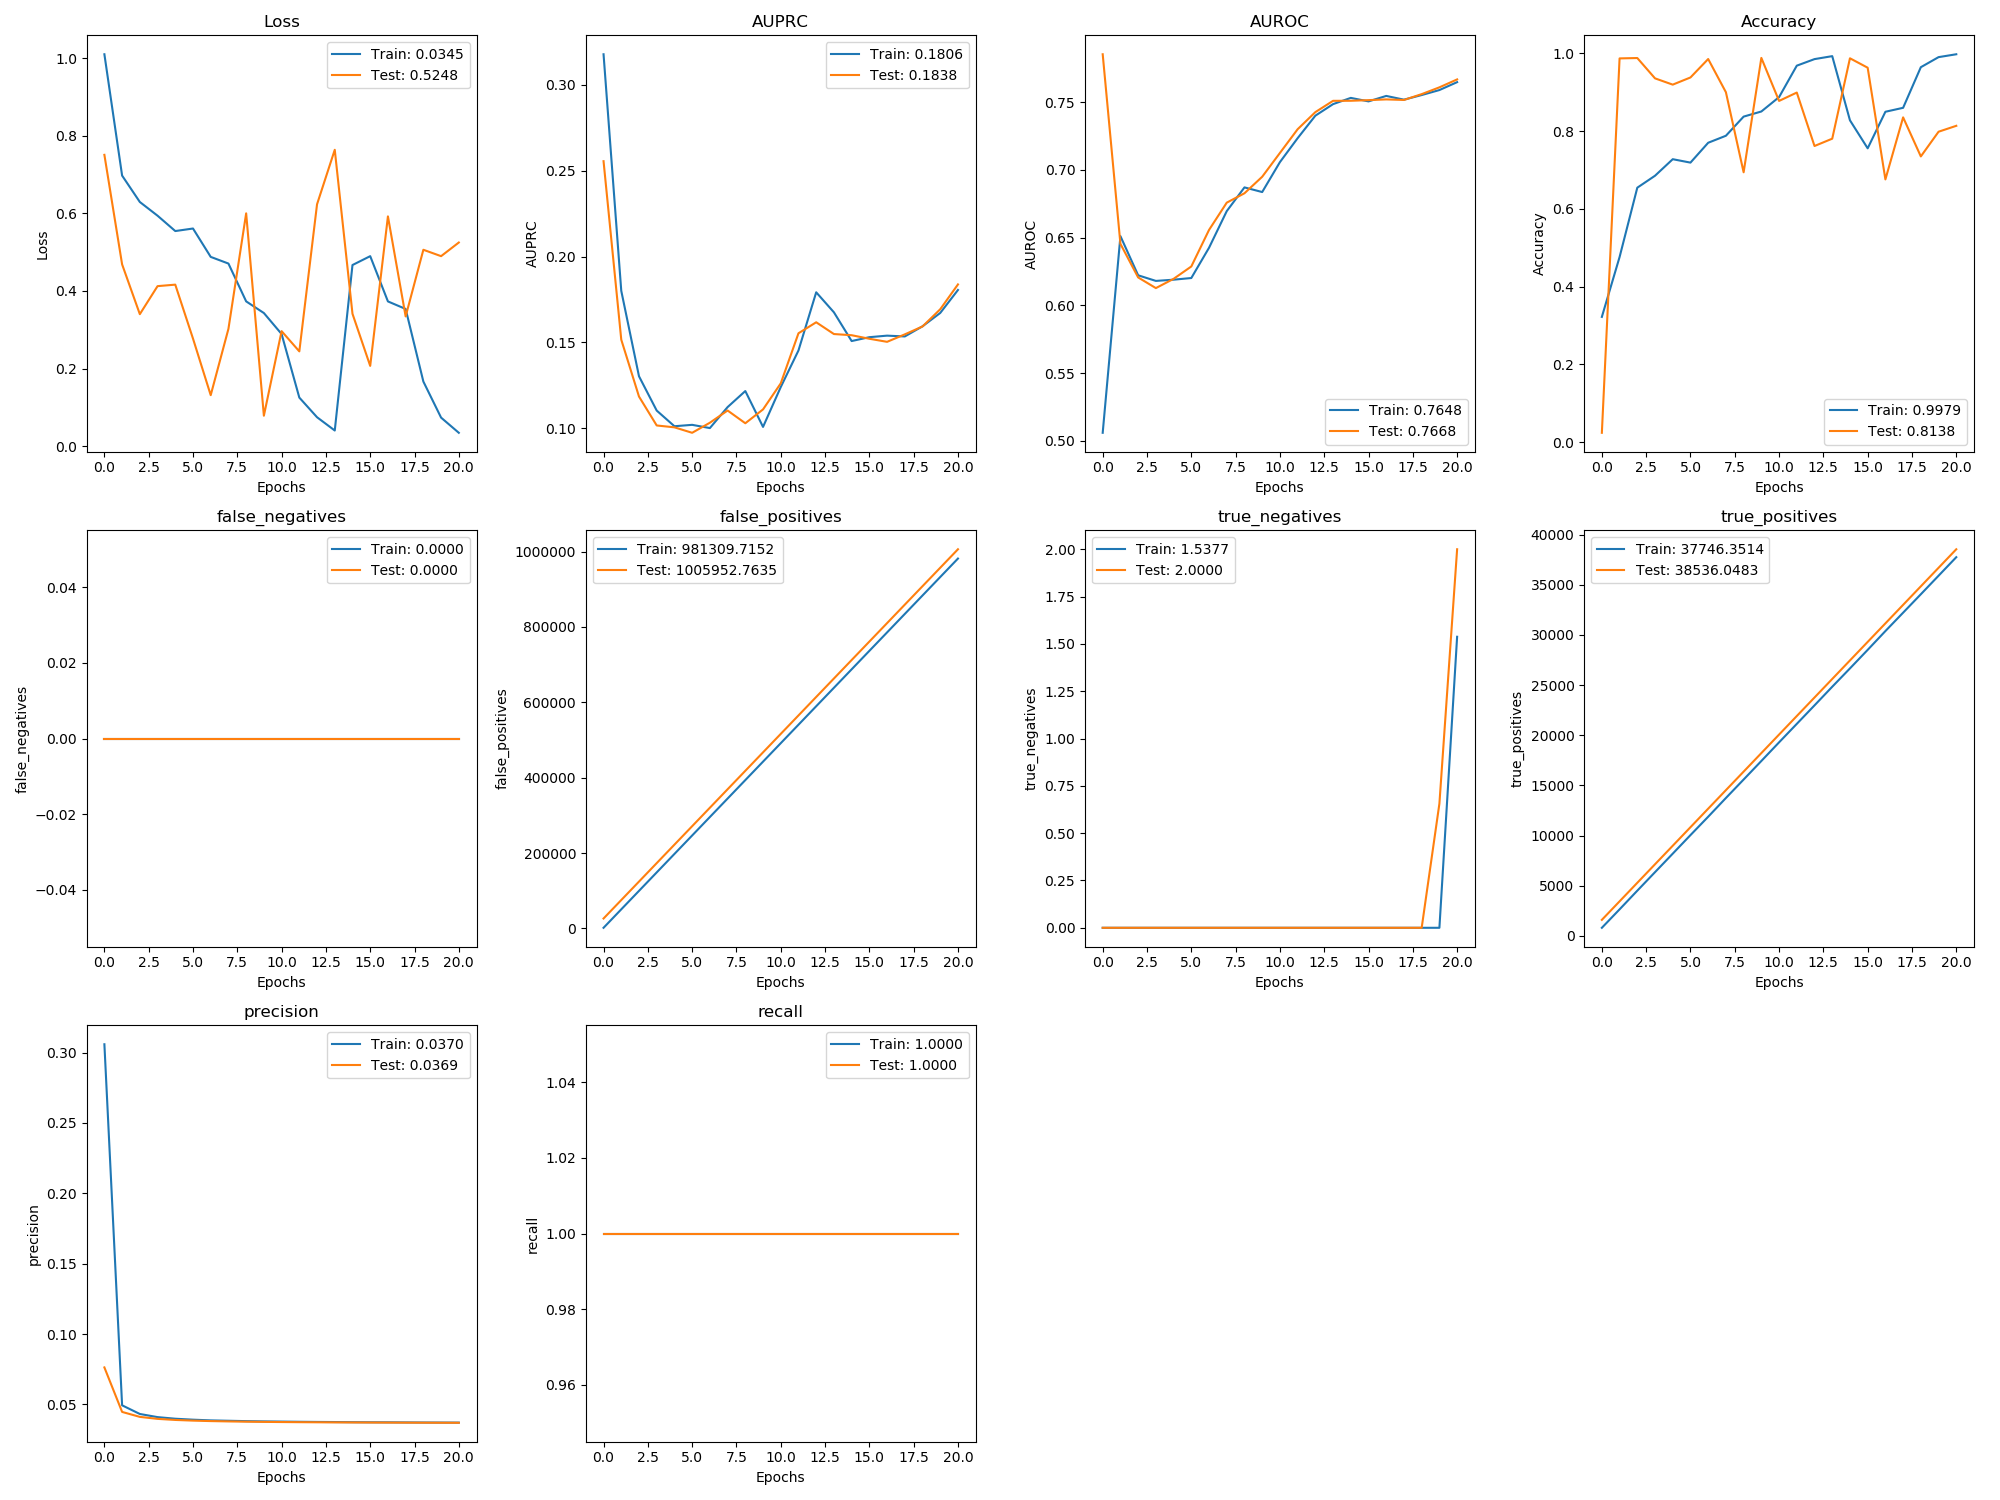 Loss
Train: 0.0345
Test: 0.5248
1.0
0.8
0.6
0.4
0.2
0.0
Loss
0.0 2.5 5.0 7.5 10.0 12.5 15.0 17.5 20.0
Epochs
AUPRC
Train: 0.1806
Test: 0.1838
0.30
0.25
0.20
0.15
0.10
AUPRC
0.0 2.5 5.0 7.5 10.0 12.5 15.0 17.5 20.0
Epochs
AUROC
0.75
0.70
0.65
0.60
0.55
0.50
AUROC
Train: 0.7648
Test: 0.7668
0.0 2.5 5.0 7.5 10.0 12.5 15.0 17.5 20.0
Epochs
Accuracy
1.0
0.8
0.6
0.4
0.2
0.0
Accuracy
Train: 0.9979
Test: 0.8138
0.0 2.5 5.0 7.5 10.0 12.5 15.0 17.5 20.0
Epochs
false_negatives
Train: 0.0000
Test: 0.0000
0.04
0.02
0.00
−0.02
−0.04
false_negatives
0.0 2.5 5.0 7.5 10.0 12.5 15.0 17.5 20.0
Epochs
false_positives
Train: 981309.7152
Test: 1005952.7635
1000000
800000
600000
400000
200000
0
false_positives
0.0 2.5 5.0 7.5 10.0 12.5 15.0 17.5 20.0
Epochs
true_negatives
Train: 1.5377
Test: 2.0000
2.00
1.75
1.50
1.25
1.00
0.75
0.50
0.25
0.00
true_negatives
0.0 2.5 5.0 7.5 10.0 12.5 15.0 17.5 20.0
Epochs
true_positives
Train: 37746.3514
Test: 38536.0483
40000
35000
30000
25000
20000
15000
10000
5000
0
true_positives
0.0 2.5 5.0 7.5 10.0 12.5 15.0 17.5 20.0
Epochs
precision
Train: 0.0370
Test: 0.0369
0.30
0.25
0.20
0.15
0.10
0.05
precision
0.0 2.5 5.0 7.5 10.0 12.5 15.0 17.5 20.0
Epochs
recall
Train: 1.0000
Test: 1.0000
1.04
1.02
1.00
0.98
0.96
recall
0.0 2.5 5.0 7.5 10.0 12.5 15.0 17.5 20.0
Epochs